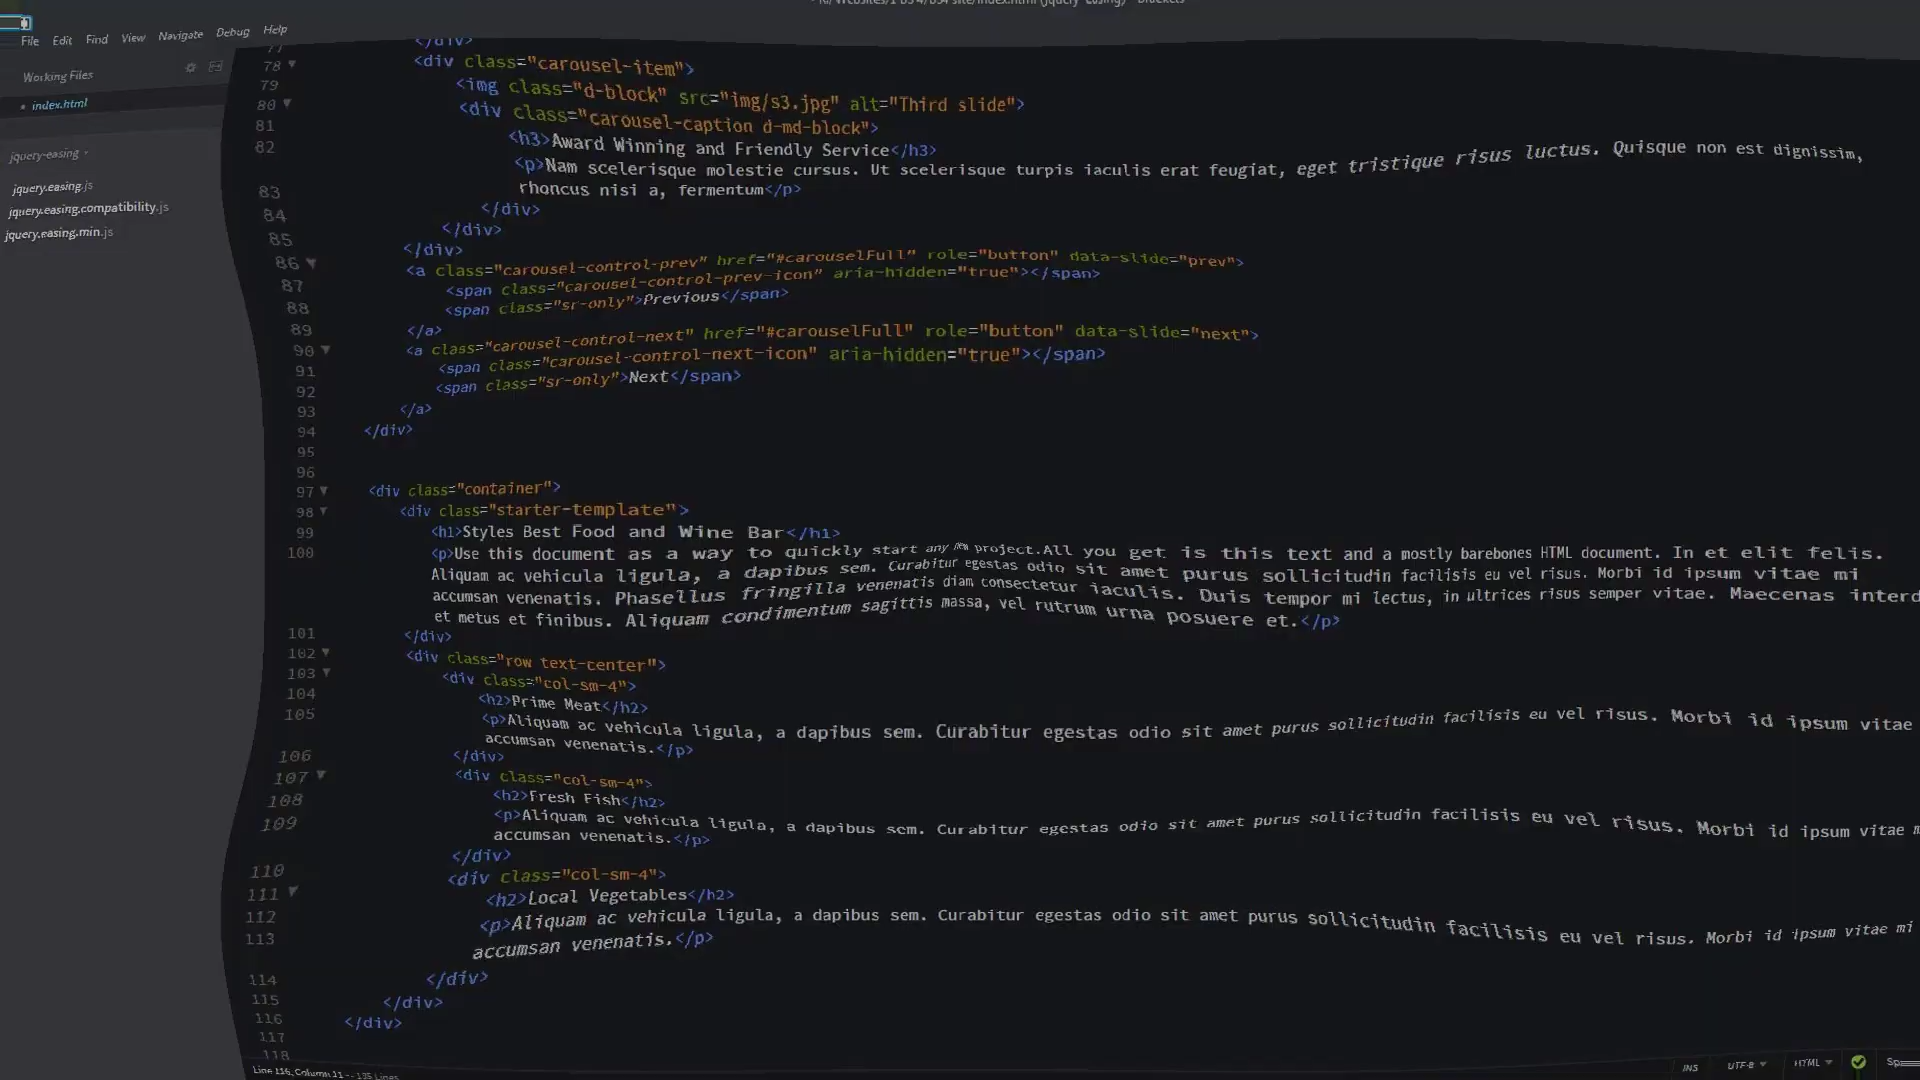 File Edit Find View Navigate Debug Help
Working Files
index.html
jquery-easing
jquery.easing.js
jquery.easing.compatibility.js
jquery.easing.min.js
77 </div>
78 <div class="carousel-item">
79 <img class="d-block" src="img/s3.jpg" alt="Third slide">
80 <div class="carousel-caption d-md-block">
81 <h3>Award Winning and Friendly Service</h3>
82 <p>Nam scelerisque molestie cursus. Ut scelerisque turpis iaculis erat feugiat, eget tristique risus luctus. Quisque non est dignissim,
rhoncus nisi a, fermentum</p>
83 </div>
84 </div>
85 </div>
86 <a class="carousel-control-prev" href="#carouselFull" role="button" data-slide="prev">
87 <span class="carousel-control-prev-icon" aria-hidden="true"></span>
88 <span class="sr-only">Previous</span>
89 </a>
90 <a class="carousel-control-next" href="#carouselFull" role="button" data-slide="next">
91 <span class="carousel-control-next-icon" aria-hidden="true"></span>
92 <span class="sr-only">Next</span>
93 </a>
94 </div>
95
96
97 <div class="container">
98 <div class="starter-template">
99 <h1>Styles Best Food and Wine Bar</h1>
100 <p>Use this document as a way to quickly start any new project.All you get is this text and a mostly barebones HTML document. In et elit felis.
Aliquam ac vehicula ligula, a dapibus sem. Curabitur egestas odio sit amet purus sollicitudin facilisis eu vel risus. Morbi id ipsum vitae mi
accumsan venenatis. Phasellus fringilla venenatis diam consectetur iaculis. Duis tempor mi lectus, in ultrices risus semper vitae. Maecenas interd
et metus et finibus. Aliquam condimentum sagittis massa, vel rutrum urna posuere et.</p>
101 </div>
102 <div class="row text-center">
103 <div class="col-sm-4">
104 <h2>Prime Meat</h2>
105 <p>Aliquam ac vehicula ligula, a dapibus sem. Curabitur egestas odio sit amet purus sollicitudin facilisis eu vel risus. Morbi id ipsum vitae
accumsan venenatis.</p>
106 </div>
107 <div class="col-sm-4">
108 <h2>Fresh Fish</h2>
109 <p>Aliquam ac vehicula ligula, a dapibus sem. Curabitur egestas odio sit amet purus sollicitudin facilisis eu vel risus. Morbi id ipsum vitae m
accumsan venenatis.</p>
110 </div>
111 <div class="col-sm-4">
112 <h2>Local Vegetables</h2>
113 <p>Aliquam ac vehicula ligula, a dapibus sem. Curabitur egestas odio sit amet purus sollicitudin facilisis eu vel risus. Morbi id ipsum vitae mi
accumsan venenatis.</p>
114 </div>
115 </div>
116 </div>
117
118
Line 116, Column 11 - 135 Lines INS UTF-8 HTML